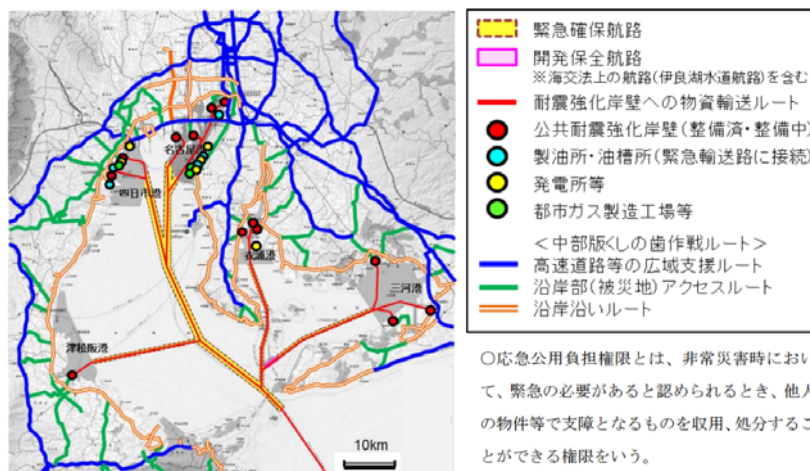 名古屋
四日市港
衣浦港
三河港
津松阪港
10km
緊急確保航路
開発保全航路
※海交法上の航路(伊良湖水道航路)を含む
耐震強化岸壁への物資輸送ルート
公共耐震強化岸壁(整備済・整備中)
製油所・油槽所(緊急輸送路に接続)
発電所等
都市ガス製造工場等
<中部版くしの歯作戦ルート>
高速道路等の広域支援ルート
沿岸部(被災地)アクセスルート
沿岸沿いルート
○応急公用負担権限とは、非常災害時におい
て、緊急の必要があると認められるとき、他人
の物件等で支障となるものを収用、処分するこ
とができる権限をいう。